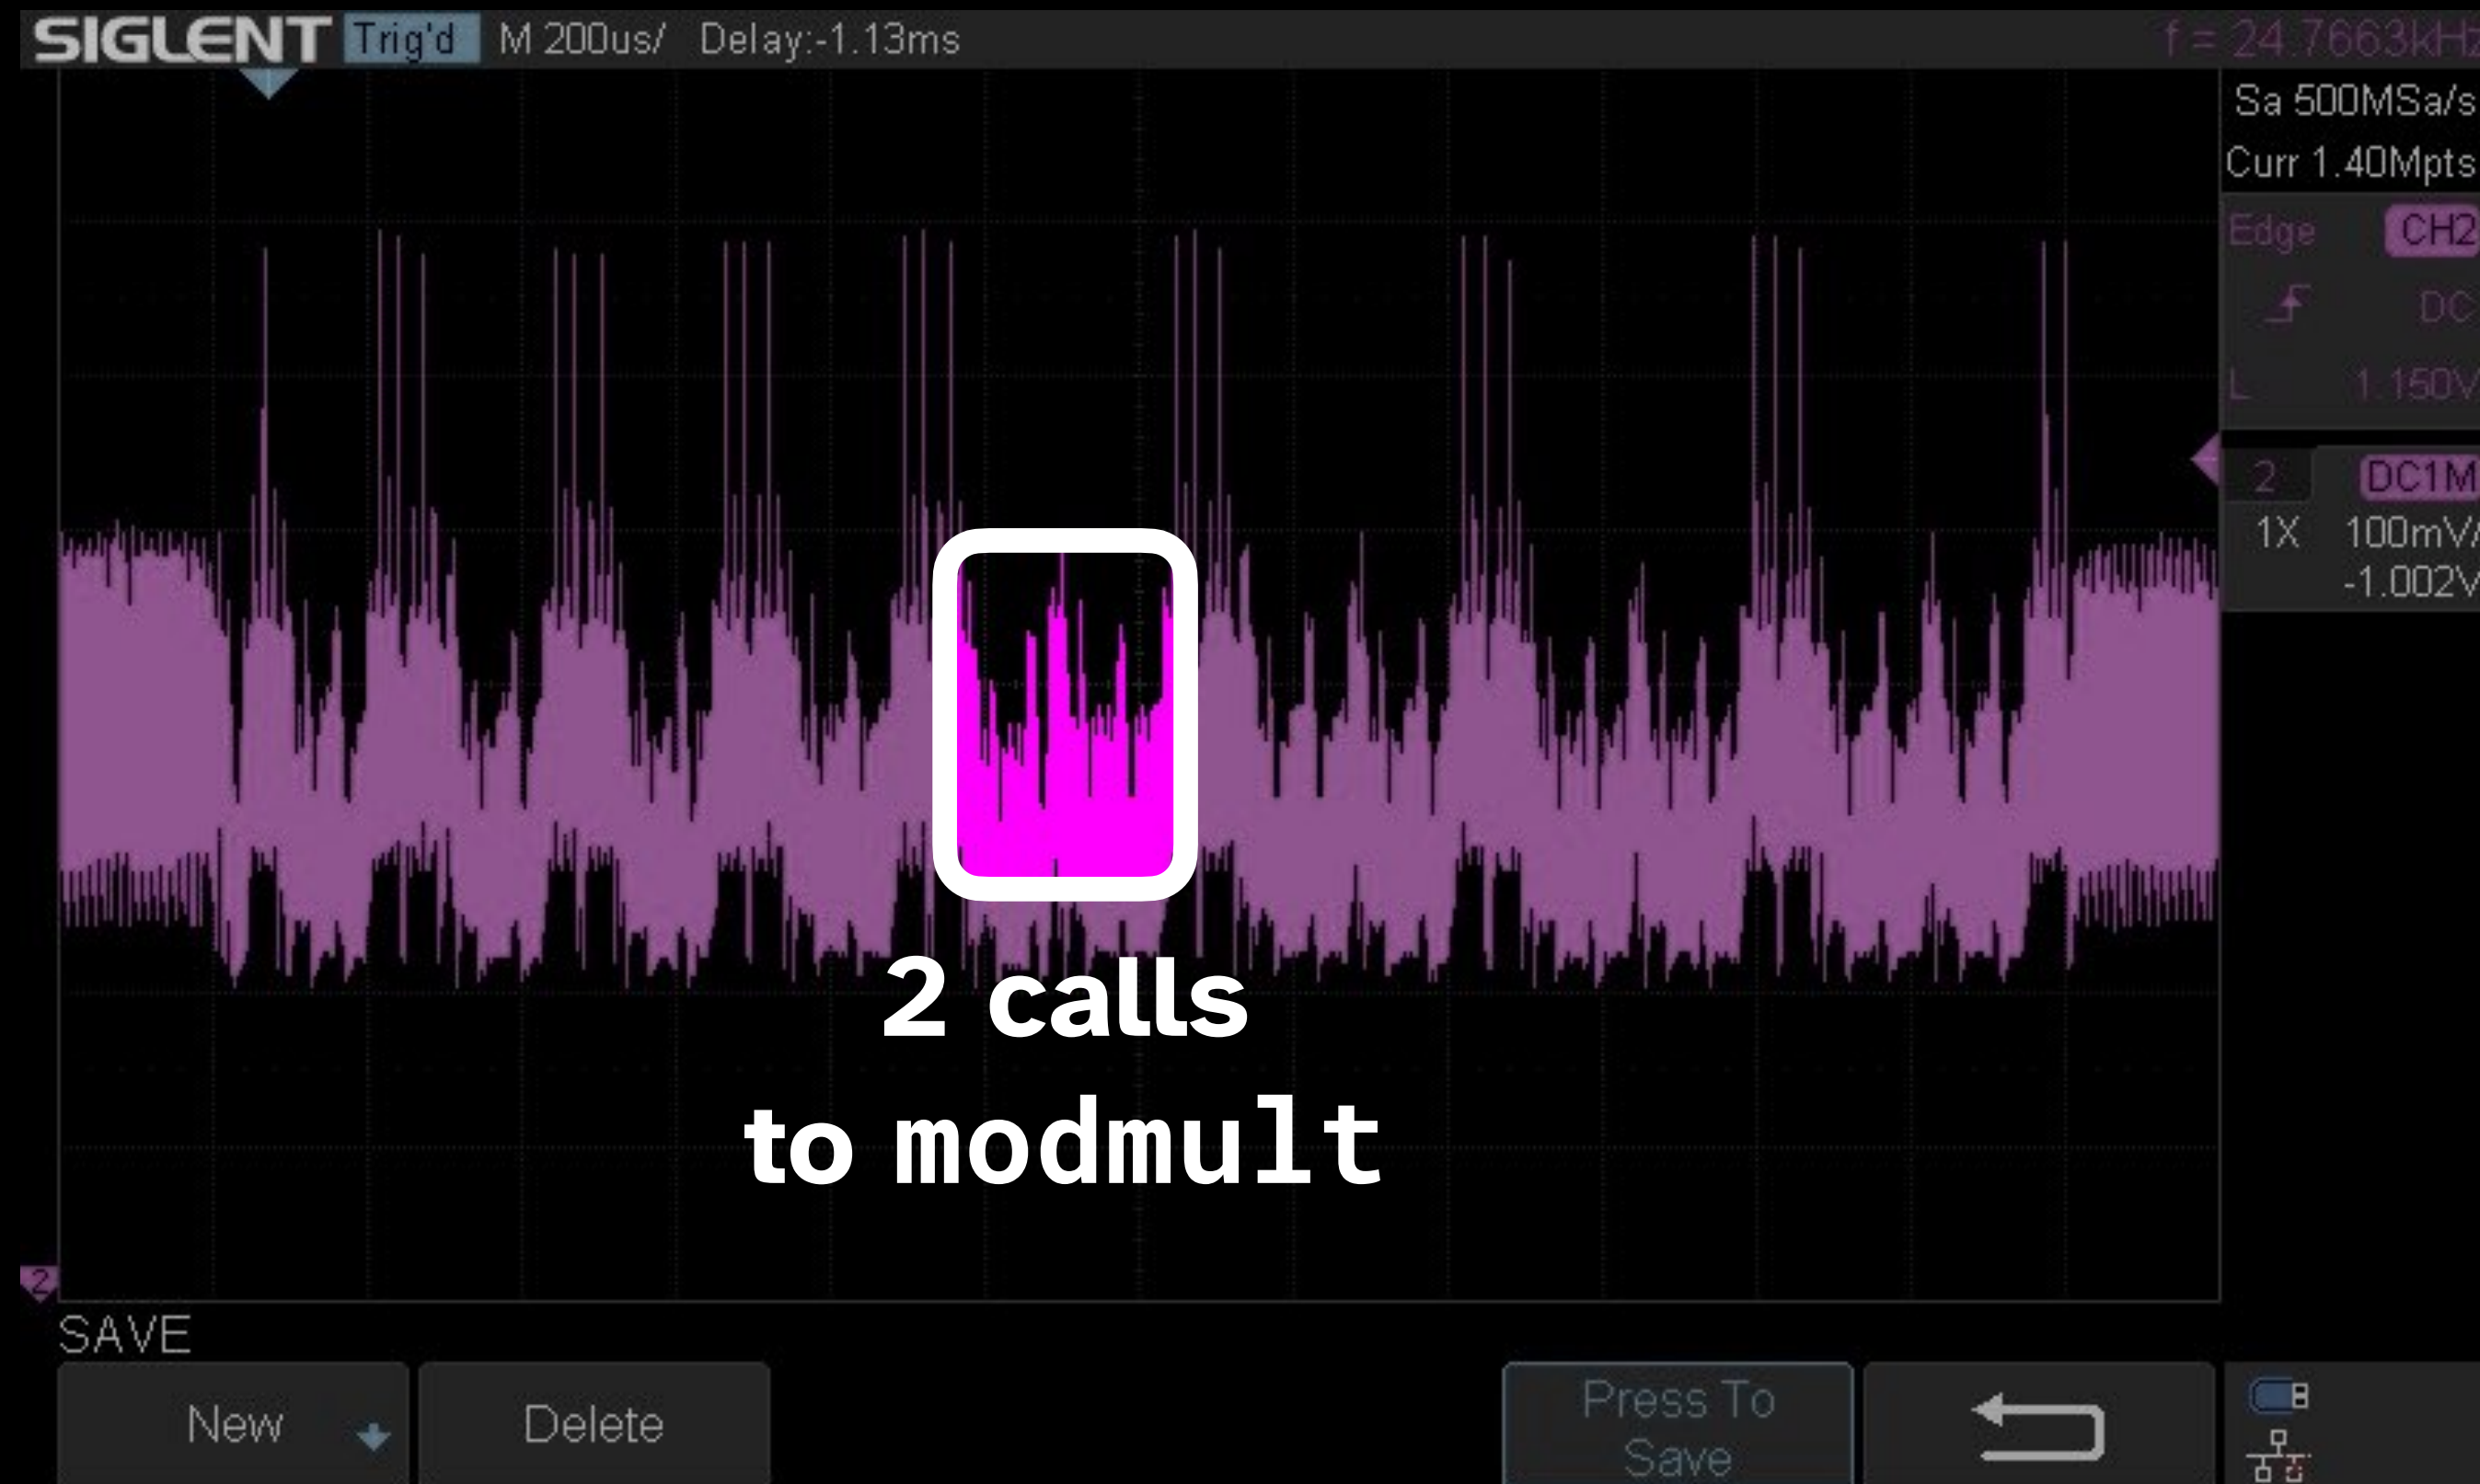 SIGLENT Trig'd M 200us/ Delay:-1.13ms f = 24.7663kHz
Sa 500MSa/s
Curr 1.40Mpts
Edge CH2
DC
L 1.150V
2 DC1M
1X 100mV/
-1.002V
2 calls
to modmult
2
SAVE
New Delete Press To
Save